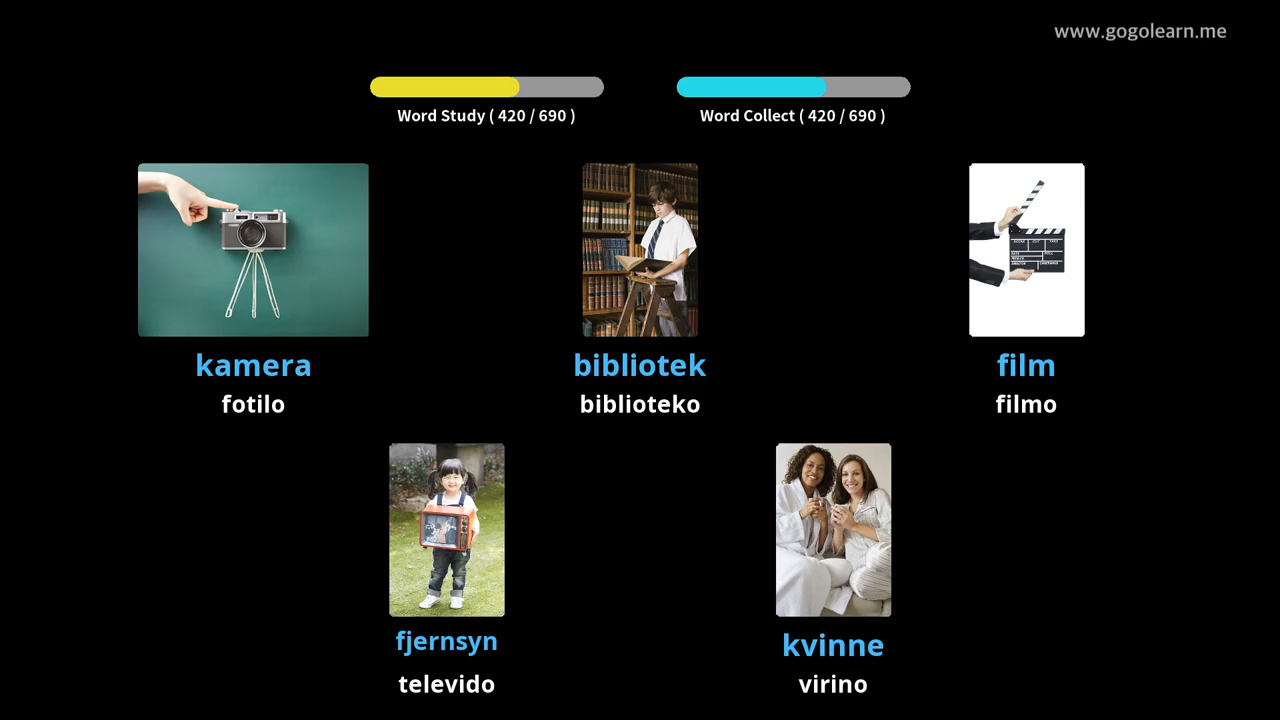 www.gogolearn.me
Word Study ( 420 / 690 )
Word Collect ( 420 / 690 )
kamera
fotilo
bibliotek
biblioteko
film
filmo
fjernsyn
televido
kvinne
virino